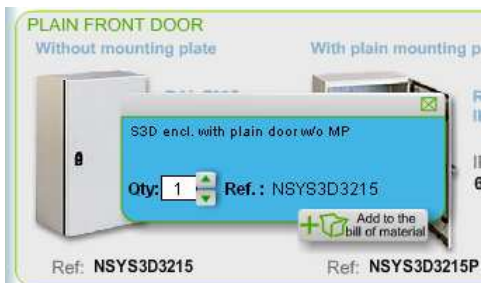 PLAIN FRONT DOOR
Without mounting plate
With plain mounting p
S3D encl. with plain door w/o MP
Qty: 1 Ref. : NSYS3D3215
Add to the
bill of material
Ref: NSYS3D3215
Ref: NSYS3D3215P